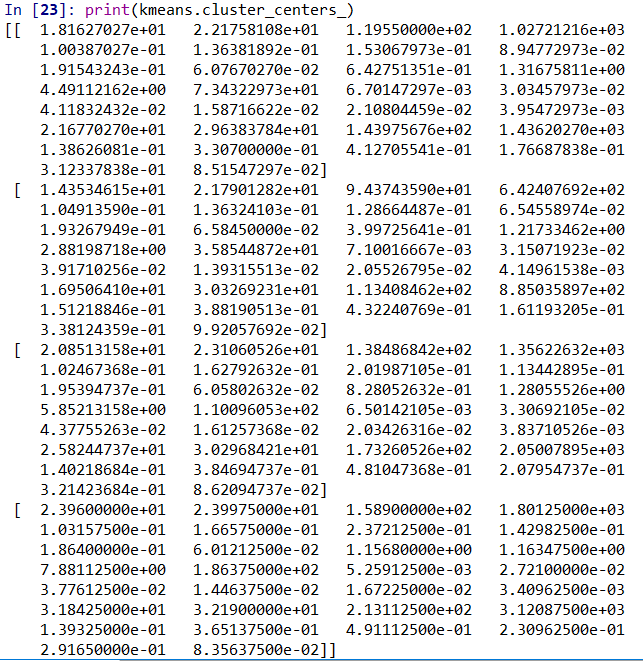 In [23]: print(kmeans.cluster_centers_)
[[  1.81627027e+01   2.21758108e+01   1.19550000e+02   1.02721216e+03
    1.00387027e-01   1.36381892e-01   1.53067973e-01   8.94772973e-02
    1.91543243e-01   6.07670270e-02   6.42751351e-01   1.31675811e+00
    4.49112162e+00   7.34322973e+01   6.70147297e-03   3.03457973e-02
    4.11832432e-02   1.58716622e-02   2.10804459e-02   3.95472973e-03
    2.16770270e+01   2.96383784e+01   1.43975676e+02   1.43620270e+03
    1.38626081e-01   3.30700000e-01   4.12705541e-01   1.76687838e-01
    3.12337838e-01   8.51547297e-02]
 [  1.43534615e+01   2.17901282e+01   9.43743590e+01   6.42407692e+02
    1.04913590e-01   1.36324103e-01   1.28664487e-01   6.54558974e-02
    1.93267949e-01   6.58450000e-02   3.99725641e-01   1.21733462e+00
    2.88198718e+00   3.58544872e+01   7.10016667e-03   3.15071923e-02
    3.91710256e-02   1.39315513e-02   2.05526795e-02   4.14961538e-03
    1.69506410e+01   3.03269231e+01   1.13408462e+02   8.85035897e+02
    1.51218846e-01   3.88190513e-01   4.32240769e-01   1.61193205e-01
    3.38124359e-01   9.92057692e-02]
 [  2.08513158e+01   2.31060526e+01   1.38486842e+02   1.35622632e+03
    1.02467368e-01   1.62792632e-01   2.01987105e-01   1.13442895e-01
    1.95394737e-01   6.05802632e-02   8.28052632e-01   1.28055526e+00
    5.85213158e+00   1.10096053e+02   6.50142105e-03   3.30692105e-02
    4.37755263e-02   1.61257368e-02   2.03426316e-02   3.83710526e-03
    2.58244737e+01   3.02968421e+01   1.73260526e+02   2.05007895e+03
    1.40218684e-01   3.84694737e-01   4.81047368e-01   2.07954737e-01
    3.21423684e-01   8.62094737e-02]
 [  2.39600000e+01   2.39975000e+01   1.58900000e+02   1.80125000e+03
    1.03157500e-01   1.66575000e-01   2.37212500e-01   1.42982500e-01
    1.86400000e-01   6.01212500e-02   1.15680000e+00   1.16347500e+00
    7.88112500e+00   1.86375000e+02   5.25912500e-03   2.72100000e-02
    3.77612500e-02   1.44637500e-02   1.67225000e-02   3.40962500e-03
    3.18425000e+01   3.21900000e+01   2.13112500e+02   3.12087500e+03
    1.39325000e-01   3.65137500e-01   4.91112500e-01   2.30962500e-01
    2.91650000e-01   8.35637500e-02]]